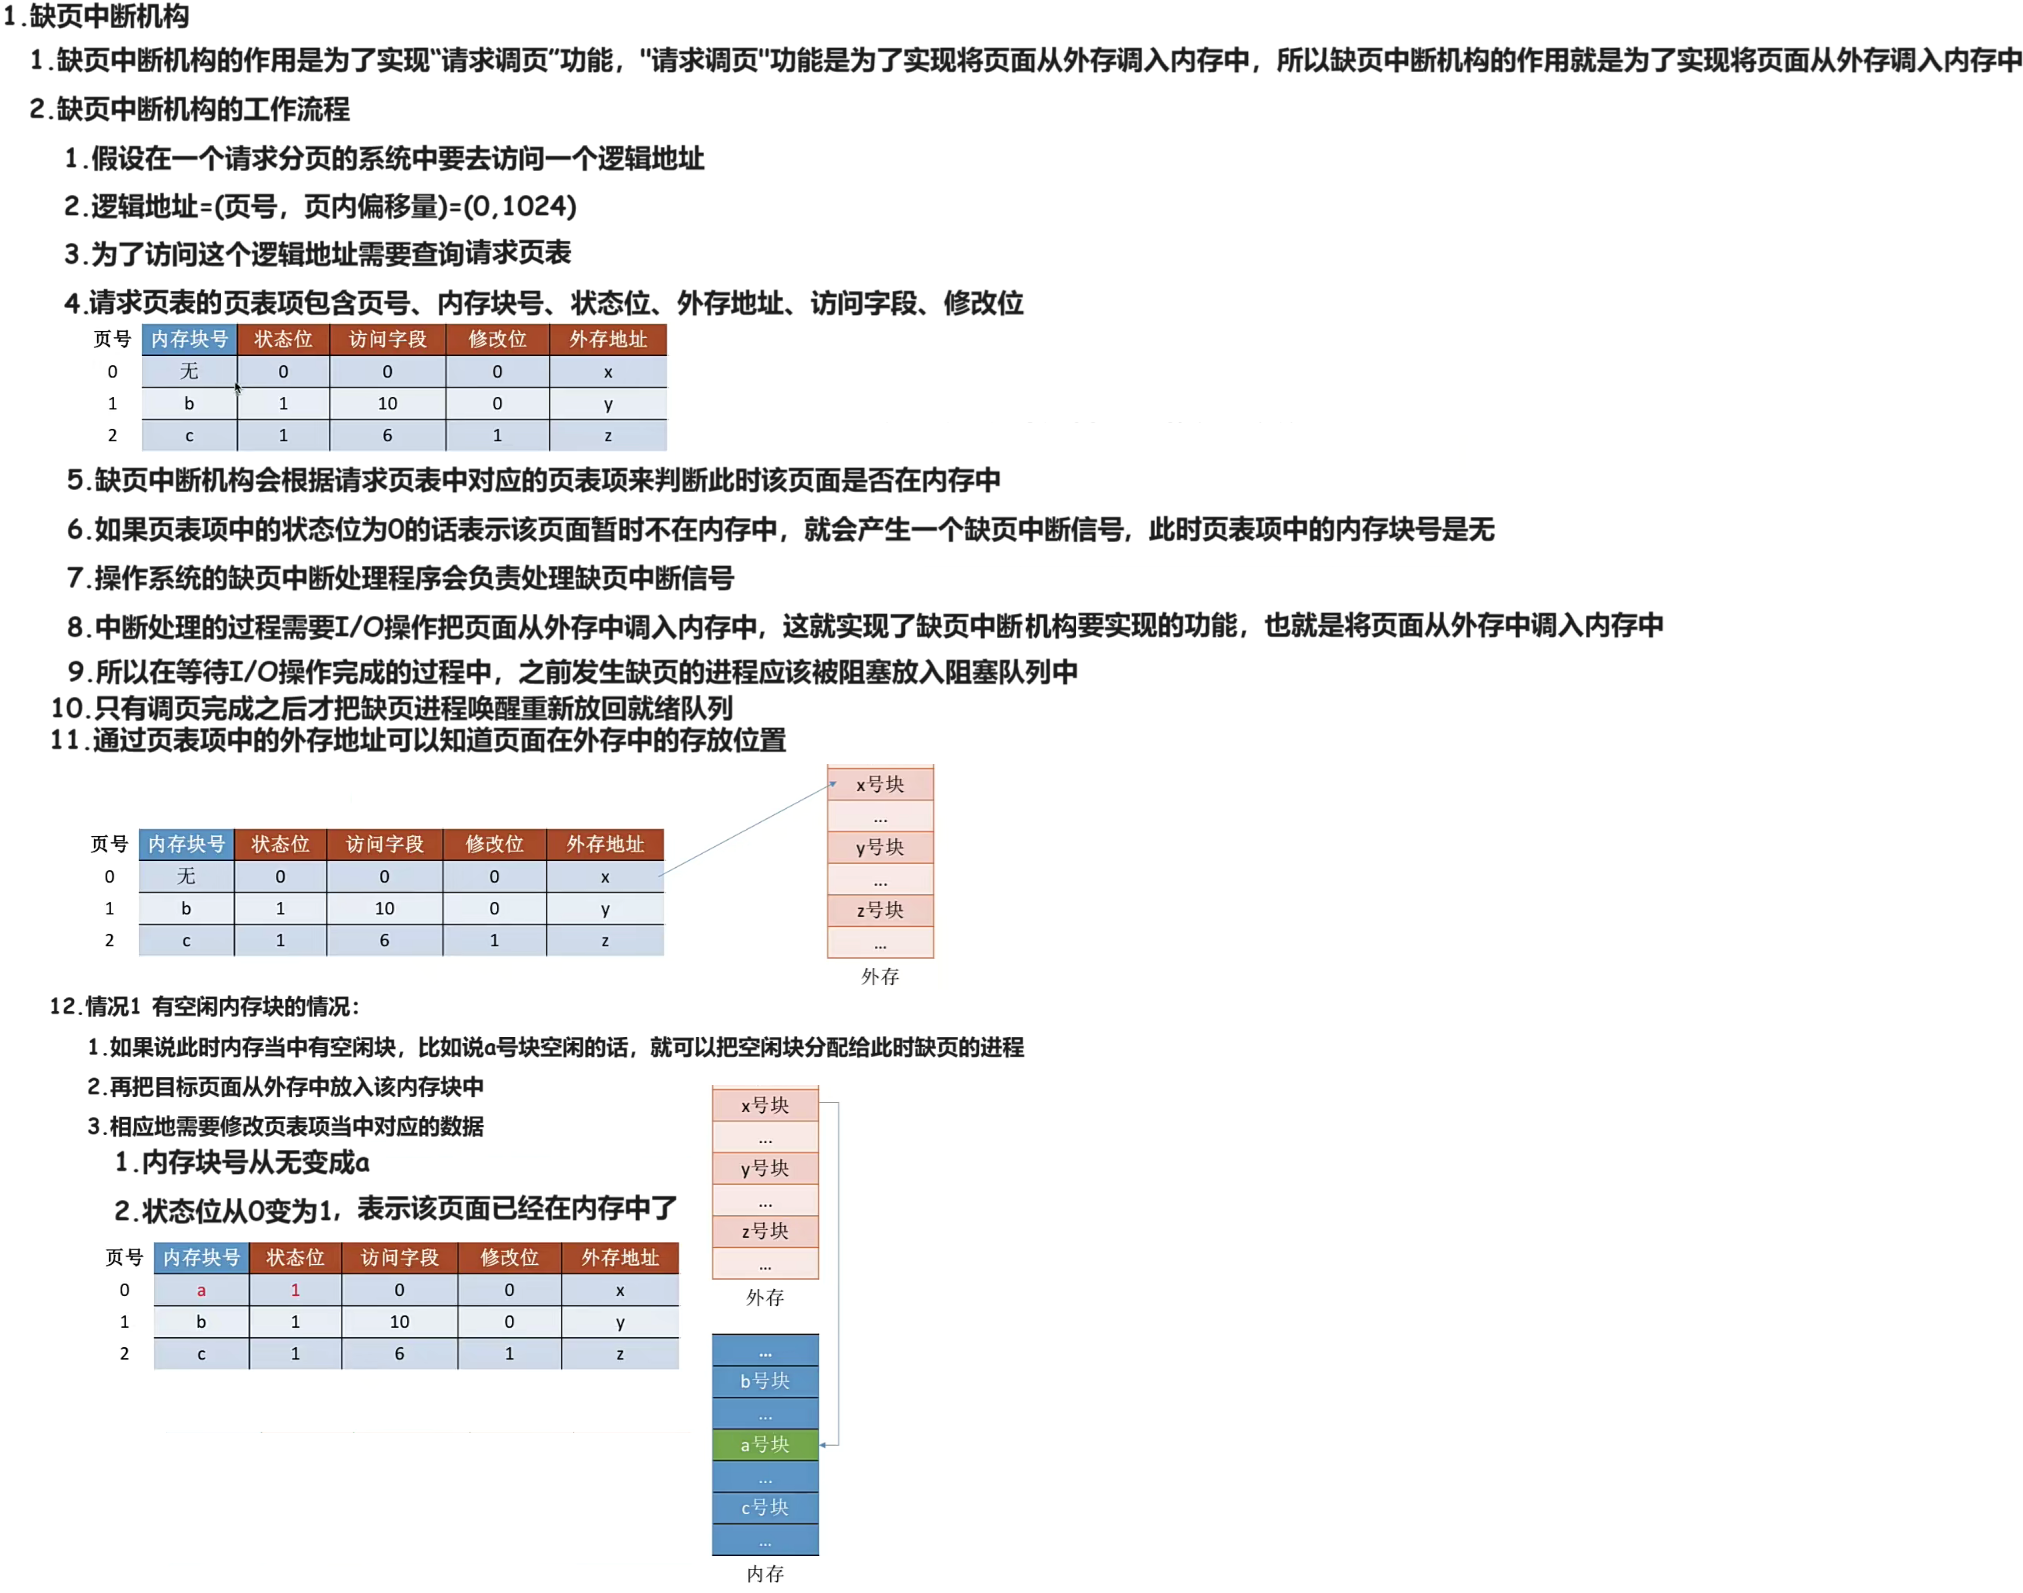 1.缺页中断机构
1.缺页中断机构的作用是为了实现“请求调页”功能，"请求调页"功能是为了实现将页面从外存调入内存中，所以缺页中断机构的作用就是为了实现将页面从外存调入内存中
2.缺页中断机构的工作流程
1.假设在一个请求分页的系统中要去访问一个逻辑地址
2.逻辑地址=(页号，页内偏移量)=(0,1024)
3.为了访问这个逻辑地址需要查询请求页表
4.请求页表的页表项包含页号、内存块号、状态位、外存地址、访问字段、修改位
页号 内存块号 状态位 访问字段 修改位 外存地址
0 无 0 0 0 x
1 b 1 10 0 y
2 c 1 6 1 z
5.缺页中断机构会根据请求页表中对应的页表项来判断此时该页面是否在内存中
6.如果页表项中的状态位为0的话表示该页面暂时不在内存中，就会产生一个缺页中断信号，此时页表项中的内存块号是无
7.操作系统的缺页中断处理程序会负责处理缺页中断信号
8.中断处理的过程需要I/O操作把页面从外存中调入内存中，这就实现了缺页中断机构要实现的功能，也就是将页面从外存中调入内存中
9.所以在等待I/O操作完成的过程中，之前发生缺页的进程应该被阻塞放入阻塞队列中
10.只有调页完成之后才把缺页进程唤醒重新放回就绪队列
11.通过页表项中的外存地址可以知道页面在外存中的存放位置
页号 内存块号 状态位 访问字段 修改位 外存地址
0 无 0 0 0 x
1 b 1 10 0 y
2 c 1 6 1 z
x号块
...
y号块
...
z号块
...
外存
12.情况1 有空闲内存块的情况：
1.如果说此时内存当中有空闲块，比如说a号块空闲的话，就可以把空闲块分配给此时缺页的进程
2.再把目标页面从外存中放入该内存块中
3.相应地需要修改页表项当中对应的数据
1.内存块号从无变成a
2.状态位从0变为1，表示该页面已经在内存中了
页号 内存块号 状态位 访问字段 修改位 外存地址
0 a 1 0 0 x
1 b 1 10 0 y
2 c 1 6 1 z
x号块
...
y号块
...
z号块
...
外存
...
b号块
...
a号块
...
c号块
...
内存